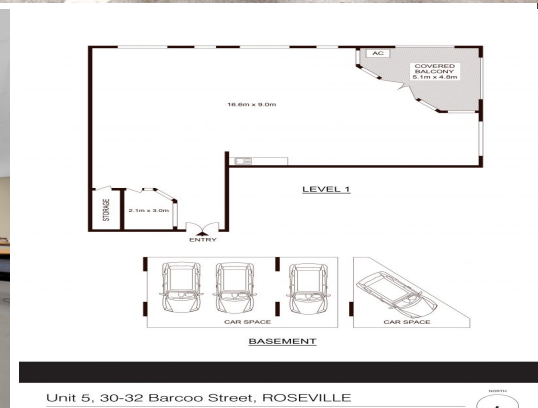 AC
COVERED
BALCONY
5.1m x 4.8m
16.6m x 9.0m
LEVEL 1
STORAGE
2.1m x 3.0m
ENTRY
CAR SPACE
CAR SPACE
BASEMENT
NORTH
Unit 5, 30-32 Barcoo Street, ROSEVILLE